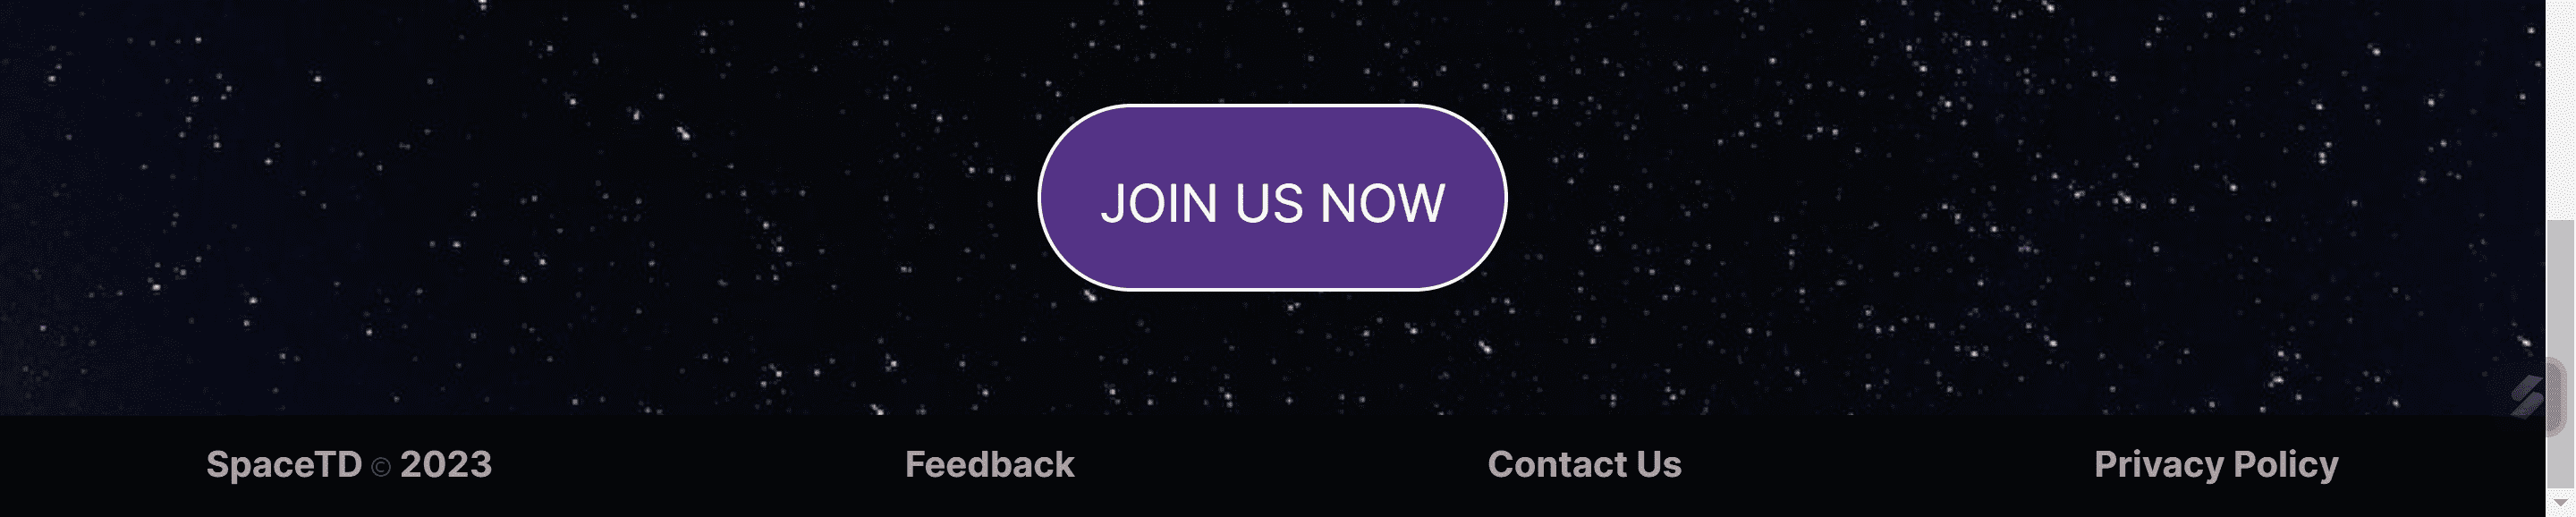 JOIN US NOW
SpaceTD © 2023 Feedback Contact Us Privacy Policy